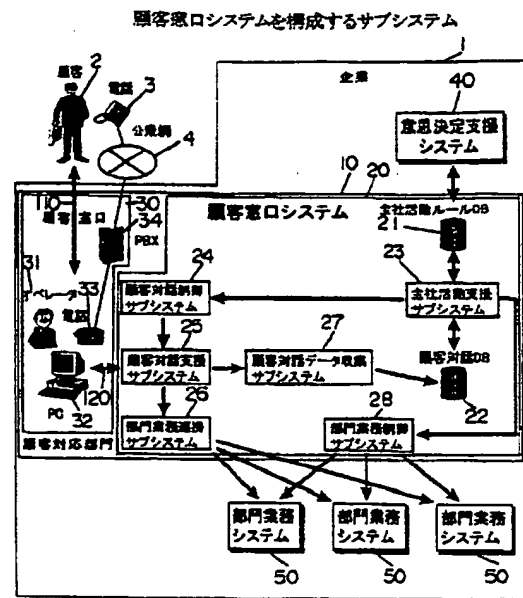 顧客窓口システムを構成するサブシステム
1
企業
2
顧客
電話
3
公衆網
4
40
意思決定支援
システム
10
20
110
30
顧客窓口
34
PBX
顧客窓口システム
全社活動ルールDB
21
31
オペレータ
33
電話
24
顧客対話制御
サブシステム
23
全社活動支援
サブシステム
25
顧客対話支援
サブシステム
27
顧客対話データ収集
サブシステム
顧客対話DB
22
120
PC
32
26
部門業務連携
サブシステム
28
部門業務制御
サブシステム
顧客対応部門
部門業務
システム
部門業務
システム
部門業務
システム
50
50
50